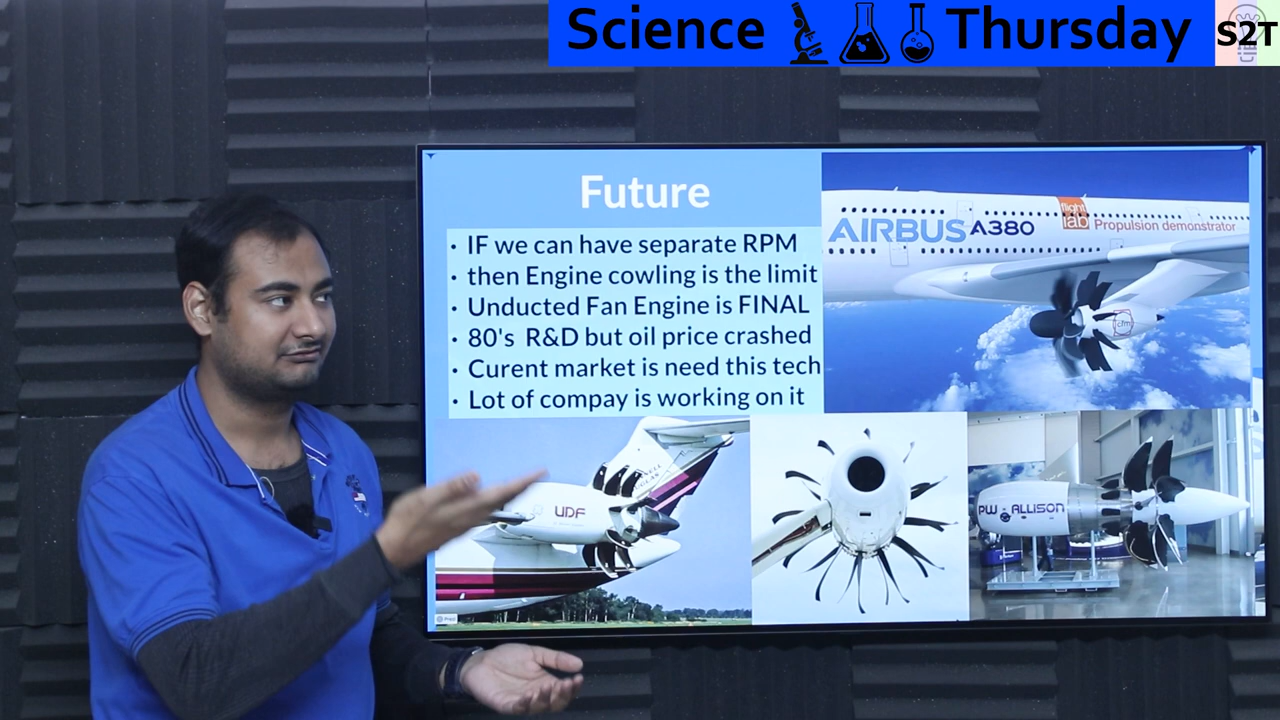 Science Thursday
S2T
Future
• IF we can have separate RPM
• then Engine cowling is the limit
• Unducted Fan Engine is FINAL
• 80's R&D but oil price crashed
• Curent market is need this tech
• Lot of compay is working on it
AIRBUS A380
flight lab
Propulsion demonstrator
cfm
UDF
PW - ALLISON